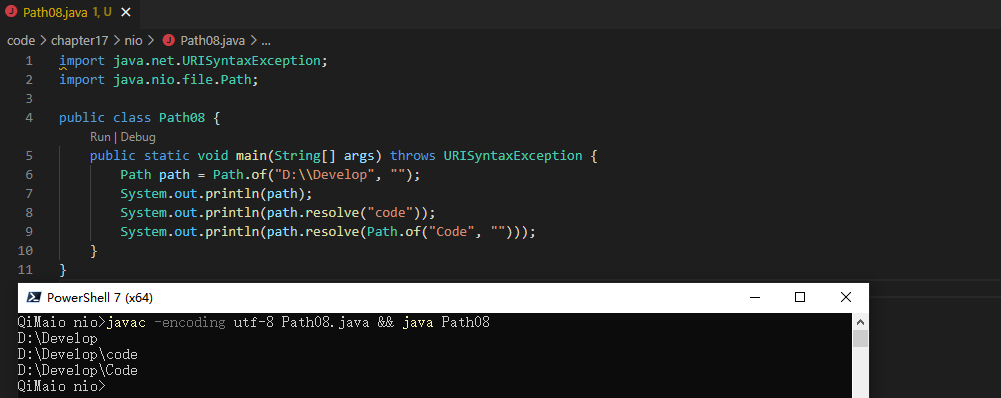 Path08.java 1, U
code > chapter17 > nio > Path08.java > ...
1 import java.net.URISyntaxException;
2 import java.nio.file.Path;
3
4 public class Path08 {
Run | Debug
5 public static void main(String[] args) throws URISyntaxException {
6 Path path = Path.of("D:\\Develop", "");
7 System.out.println(path);
8 System.out.println(path.resolve("code"));
9 System.out.println(path.resolve(Path.of("Code", "")));
10 }
11 }
PowerShell 7 (x64)
QiMaio nio>javac -encoding utf-8 Path08.java && java Path08
D:\Develop
D:\Develop\code
D:\Develop\Code
QiMaio nio>